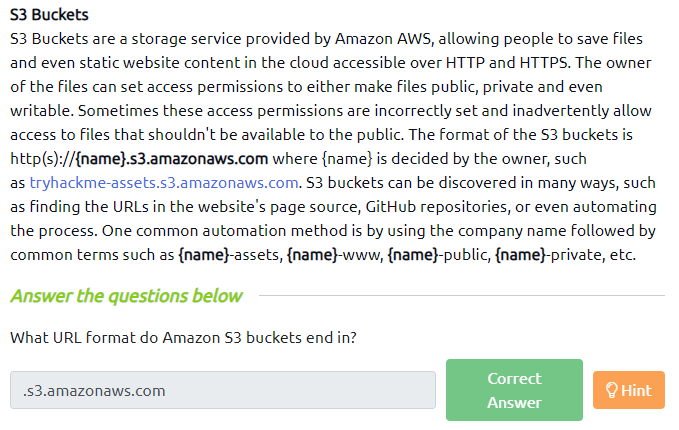 S3 Buckets
S3 Buckets are a storage service provided by Amazon AWS, allowing people to save files
and even static website content in the cloud accessible over HTTP and HTTPS. The owner
of the files can set access permissions to either make files public, private and even
writable. Sometimes these access permissions are incorrectly set and inadvertently allow
access to files that shouldn't be available to the public. The format of the S3 buckets is
http(s)://{name}.s3.amazonaws.com where {name} is decided by the owner, such
as tryhackme-assets.s3.amazonaws.com. S3 buckets can be discovered in many ways, such
as finding the URLs in the website's page source, GitHub repositories, or even automating
the process. One common automation method is by using the company name followed by
common terms such as {name}-assets, {name}-www, {name}-public, {name}-private, etc.
Answer the questions below
What URL format do Amazon S3 buckets end in?
.s3.amazonaws.com
Correct
Answer
Hint